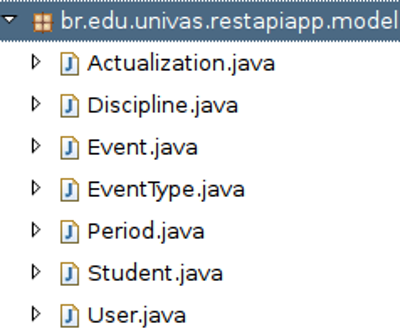 br.edu.univas.restapiapp.model
Actualization.java
Discipline.java
Event.java
EventType.java
Period.java
Student.java
User.java